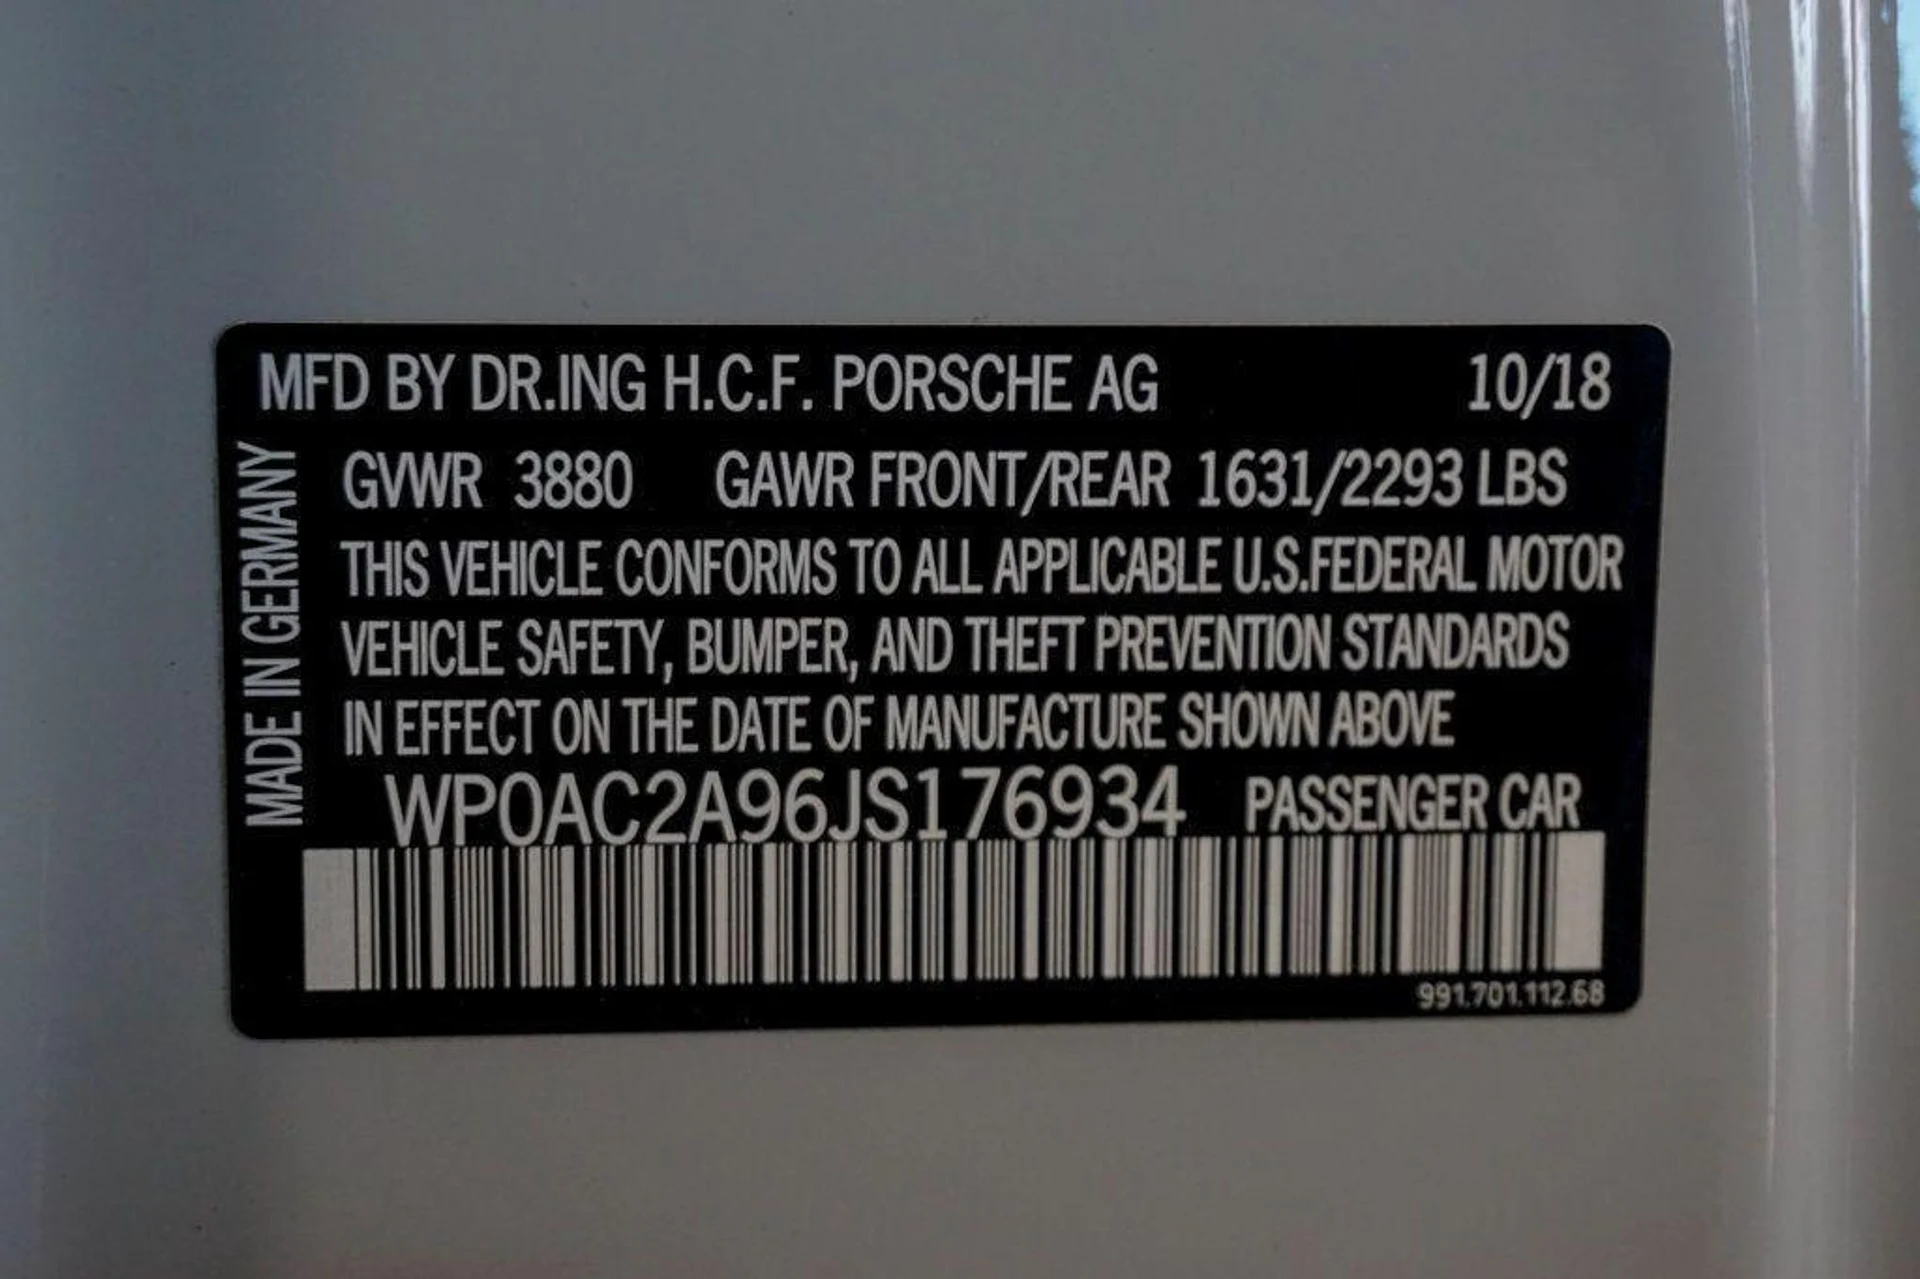 MFD BY DR.ING H.C.F. PORSCHE AG 10/18
MADE IN GERMANY
GVWR 3880 GAWR FRONT/REAR 1631/2293 LBS
THIS VEHICLE CONFORMS TO ALL APPLICABLE U.S.FEDERAL MOTOR
VEHICLE SAFETY, BUMPER, AND THEFT PREVENTION STANDARDS
IN EFFECT ON THE DATE OF MANUFACTURE SHOWN ABOVE
WP0AC2A96JS176934 PASSENGER CAR
991.701.112.68